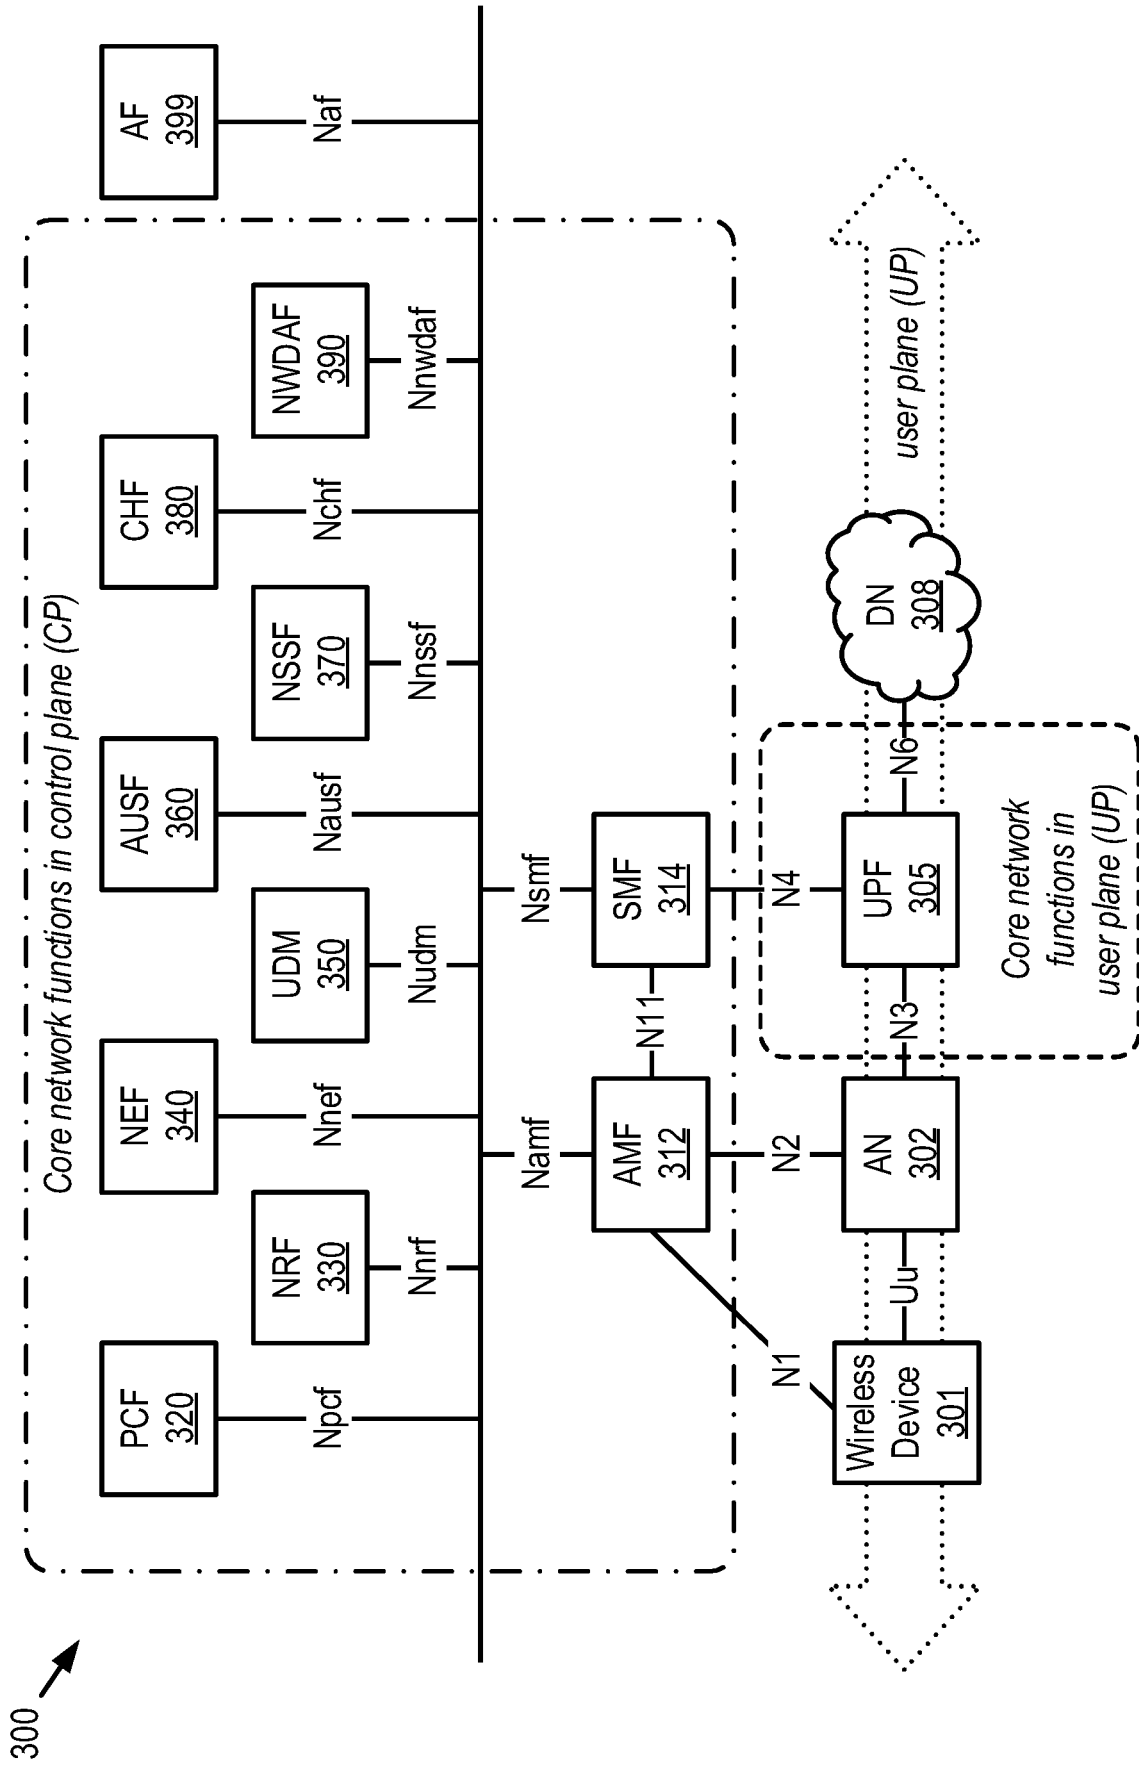 300
Core network functions in control plane (CP)
PCF
320
NEF
340
AUSF
360
CHF
380
AF
399
NRF
330
UDM
350
NSSF
370
NWDAF
390
Npcf
Nnef
Nausf
Nchf
Naf
Nnrf
Nudm
Nnssf
Nnwdaf
Namf
Nsmf
AMF
312
N11
SMF
314
N1
N2
N4
Wireless
Device
301
Uu
AN
302
N3
UPF
305
N6
DN
308
user plane (UP)
Core network
functions in
user plane (UP)